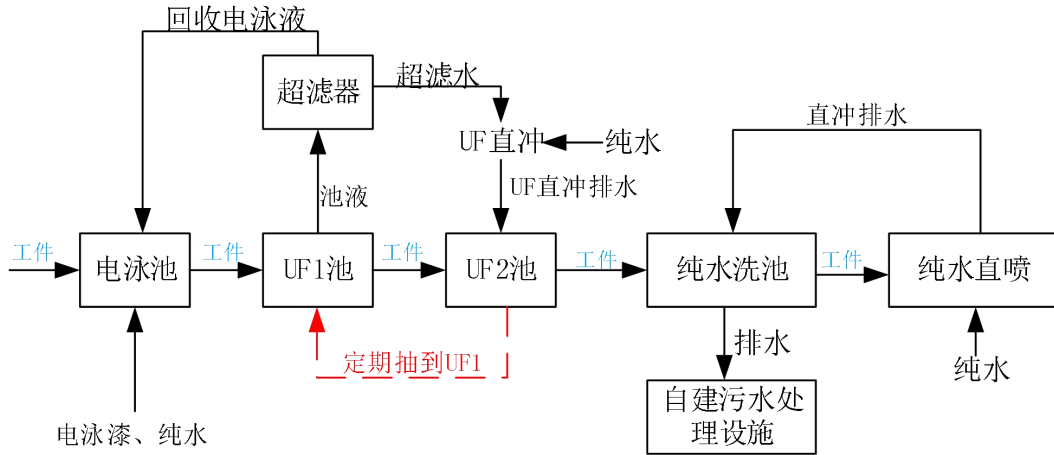 回收电泳液
超滤器
超滤水
直冲排水
UF直冲
纯水
池液
UF直冲排水
工件
电泳池
工件
UF1池
工件
UF2池
工件
纯水洗池
工件
纯水直喷
定期抽到UF1
排水
纯水
电泳漆、纯水
自建污水处
理设施